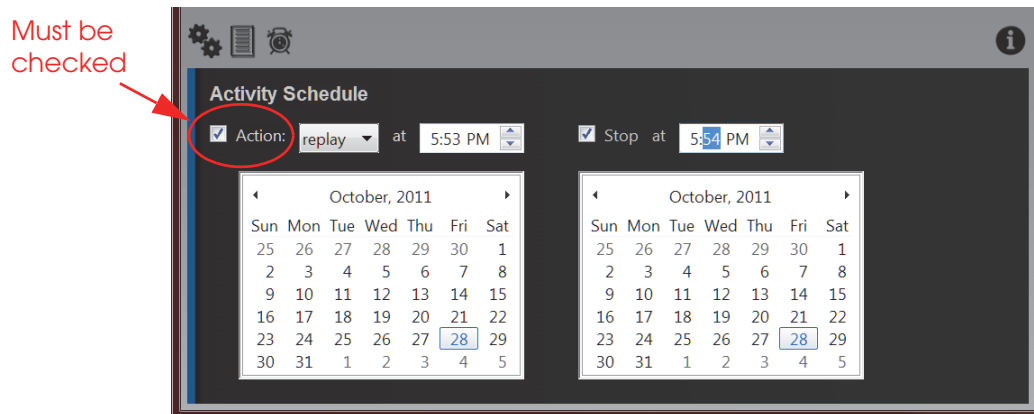 Must be
checked
i
Activity Schedule
Action: replay at 5:53 PM Stop at 5:54 PM
October, 2011 October, 2011
Sun Mon Tue Wed Thu Fri Sat Sun Mon Tue Wed Thu Fri Sat
25 26 27 28 29 30 1 25 26 27 28 29 30 1
2 3 4 5 6 7 8 2 3 4 5 6 7 8
9 10 11 12 13 14 15 9 10 11 12 13 14 15
16 17 18 19 20 21 22 16 17 18 19 20 21 22
23 24 25 26 27 28 29 23 24 25 26 27 28 29
30 31 1 2 3 4 5 30 31 1 2 3 4 5